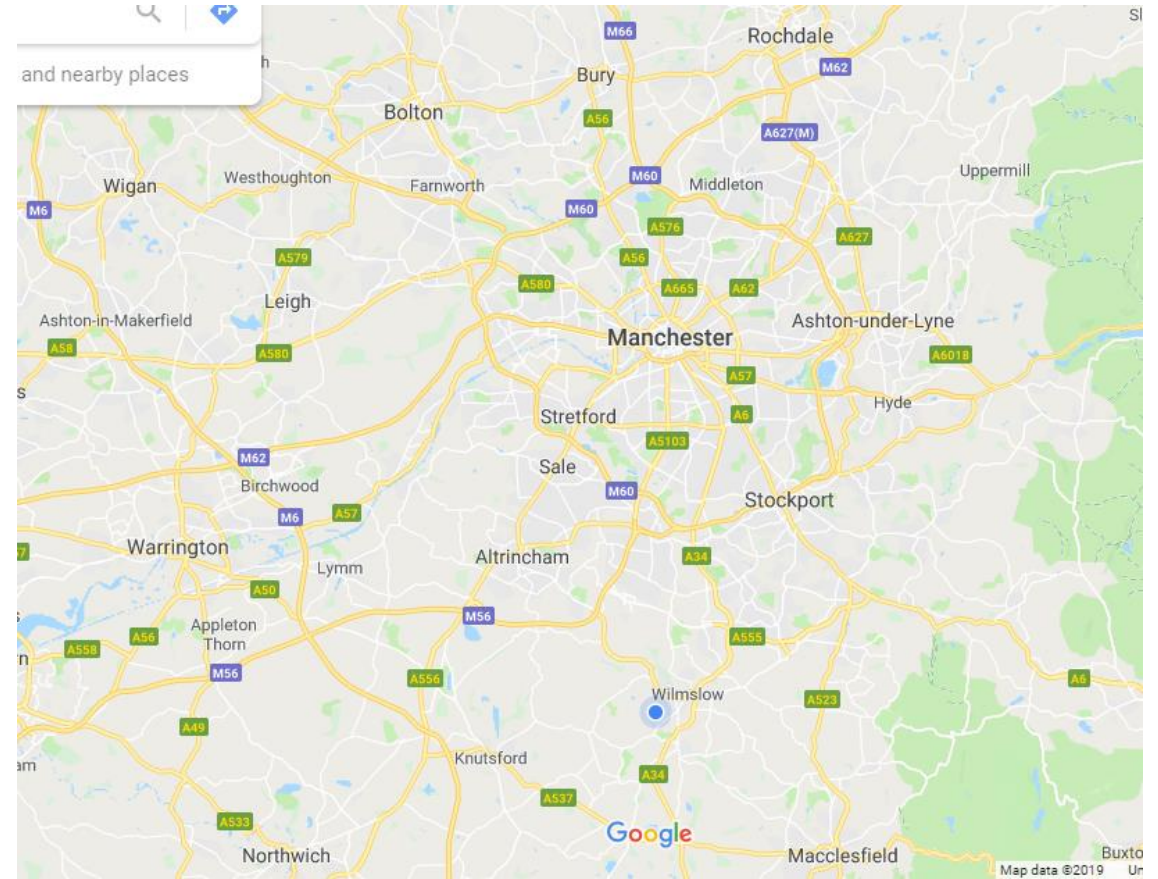 and nearby places
M66
Rochdale
M62
Bury
Bolton
A56
A627(M)
Uppermill
Westhoughton
M60
Middleton
Wigan
Farnworth
M6
M60
A576
A627
A579
A56
A580
A665
A62
Leigh
Ashton-in-Makerfield
Manchester
Ashton-under-Lyne
A58
A580
A6018
A57
Hyde
Stretford
A6
A5103
M62
Sale
Birchwood
M60
Stockport
M6
A57
Warrington
Altrincham
A34
Lymm
A50
M56
Appleton
Thorn
A56
A558
A555
M56
A556
A6
Wilmslow
A523
A49
Knutsford
A34
A537
A533
Google
Northwich
Macclesfield
Map data ©2019